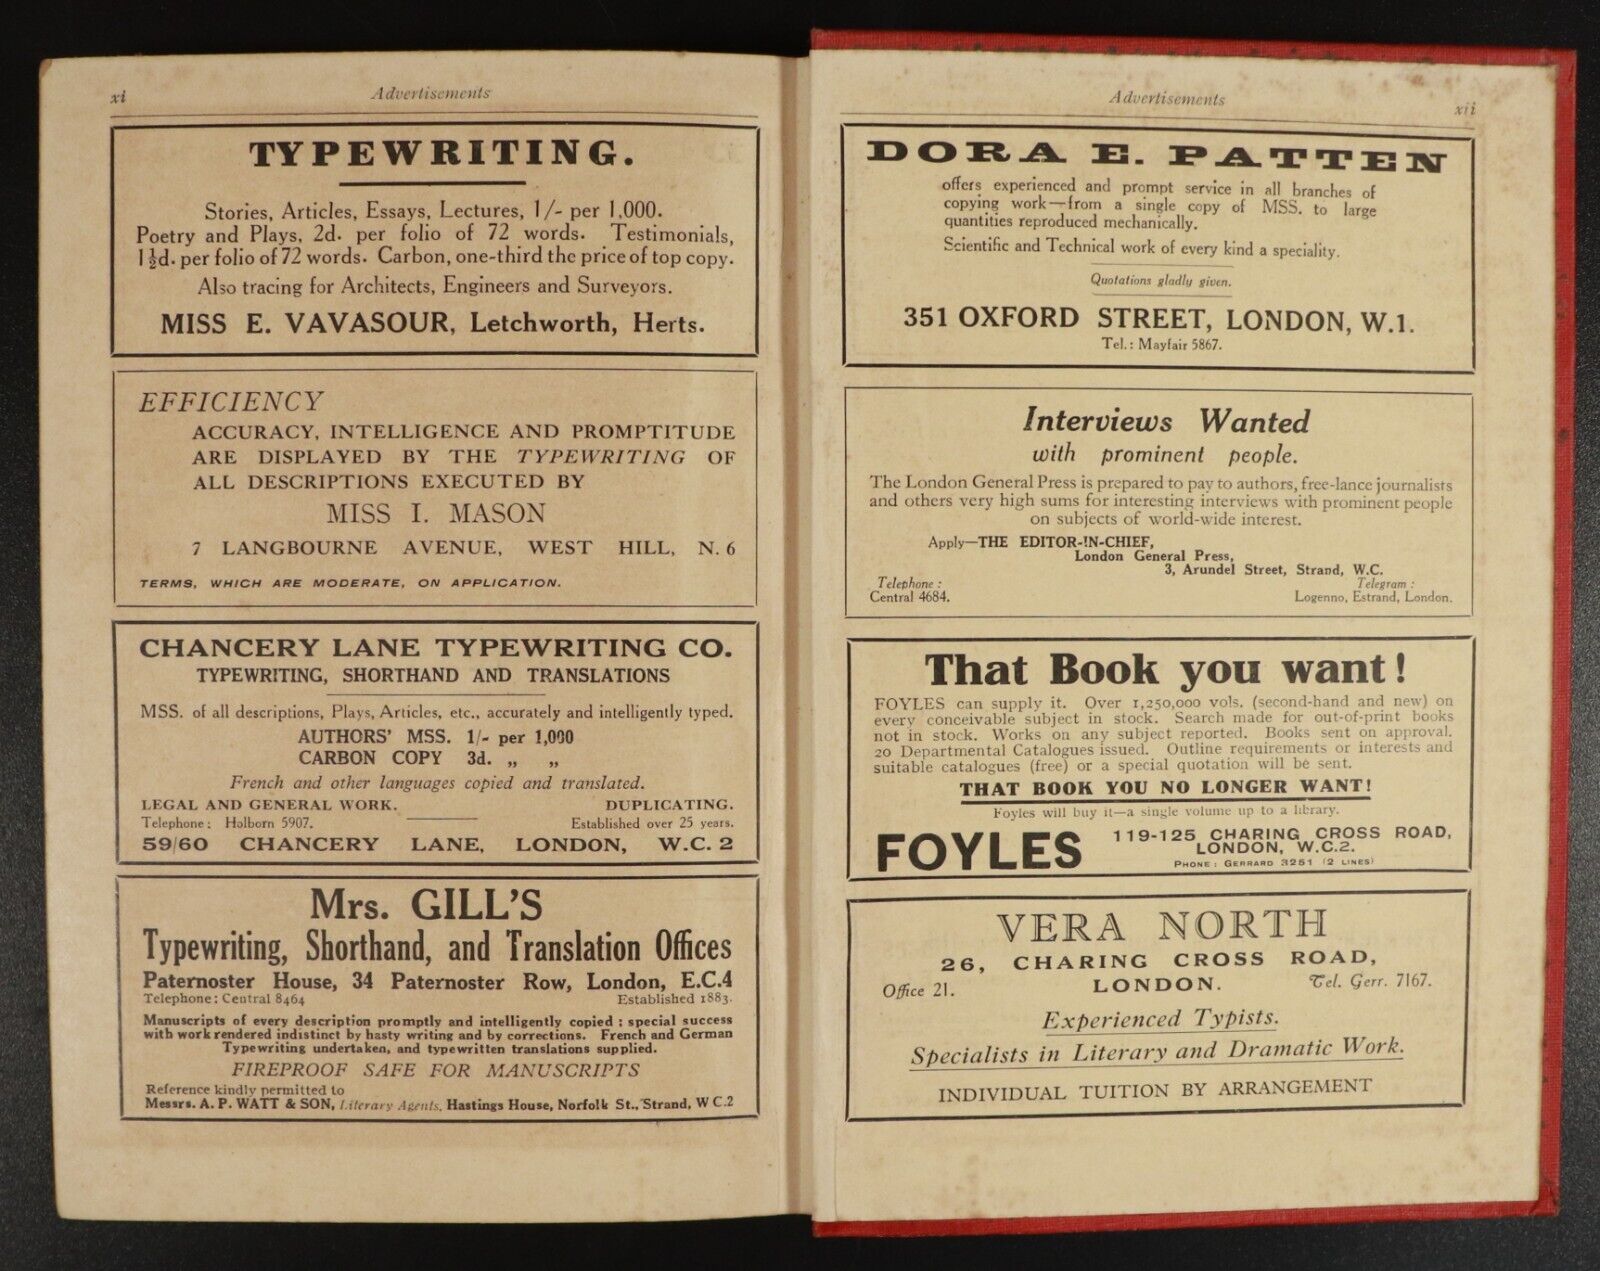 xi
Advertisements
TYPEWRITING.
Stories, Articles, Essays, Lectures, 1/- per 1,000.
Poetry and Plays, 2d. per folio of 72 words. Testimonials,
1½d. per folio of 72 words. Carbon, one-third the price of top copy.
Also tracing for Architects, Engineers and Surveyors.
MISS E. VAVASOUR, Letchworth, Herts.
EFFICIENCY
ACCURACY, INTELLIGENCE AND PROMPTITUDE
ARE DISPLAYED BY THE TYPEWRITING OF
ALL DESCRIPTIONS EXECUTED BY
MISS I. MASON
7 LANGBOURNE AVENUE, WEST HILL, N. 6
TERMS, WHICH ARE MODERATE, ON APPLICATION.
CHANCERY LANE TYPEWRITING CO.
TYPEWRITING, SHORTHAND AND TRANSLATIONS
MSS. of all descriptions, Plays, Articles, etc., accurately and intelligently typed.
AUTHORS' MSS. 1/- per 1,000
CARBON COPY 3d. „ „
French and other languages copied and translated.
LEGAL AND GENERAL WORK. DUPLICATING.
Telephone: Holborn 5907. Established over 25 years.
59/60 CHANCERY LANE, LONDON, W.C. 2
Mrs. GILL'S
Typewriting, Shorthand, and Translation Offices
Paternoster House, 34 Paternoster Row, London, E.C.4
Telephone: Central 8464 Established 1883.
Manuscripts of every description promptly and intelligently copied; special success
with work rendered indistinct by hasty writing and by corrections. French and German
Typewriting undertaken, and typewritten translations supplied.
FIREPROOF SAFE FOR MANUSCRIPTS
Reference kindly permitted to
Messrs. A. P. WATT & SON, Literary Agents, Hastings House, Norfolk St., Strand, W C.2
Advertisements
xii
DORA E. PATTEN
offers experienced and prompt service in all branches of
copying work—from a single copy of MSS. to large
quantities reproduced mechanically.
Scientific and Technical work of every kind a speciality.
Quotations gladly given.
351 OXFORD STREET, LONDON, W.1.
Tel.: Mayfair 5867.
Interviews Wanted
with prominent people.
The London General Press is prepared to pay to authors, free-lance journalists
and others very high sums for interesting interviews with prominent people
on subjects of world-wide interest.
Apply—THE EDITOR-IN-CHIEF,
London General Press,
3, Arundel Street, Strand, W.C.
Telephone: Telegram:
Central 4684. Logenno, Estrand, London.
That Book you want!
FOYLES can supply it. Over 1,250,000 vols. (second-hand and new) on
every conceivable subject in stock. Search made for out-of-print books
not in stock. Works on any subject reported. Books sent on approval.
20 Departmental Catalogues issued. Outline requirements or interests and
suitable catalogues (free) or a special quotation will be sent.
THAT BOOK YOU NO LONGER WANT!
Foyles will buy it—a single volume up to a library.
FOYLES 119-125 CHARING CROSS ROAD,
LONDON, W.C.2.
PHONE: GERRARD 3251 (2 LINES)
VERA NORTH
26, CHARING CROSS ROAD,
Office 21. LONDON. Tel. Gerr. 7167.
Experienced Typists.
Specialists in Literary and Dramatic Work.
INDIVIDUAL TUITION BY ARRANGEMENT